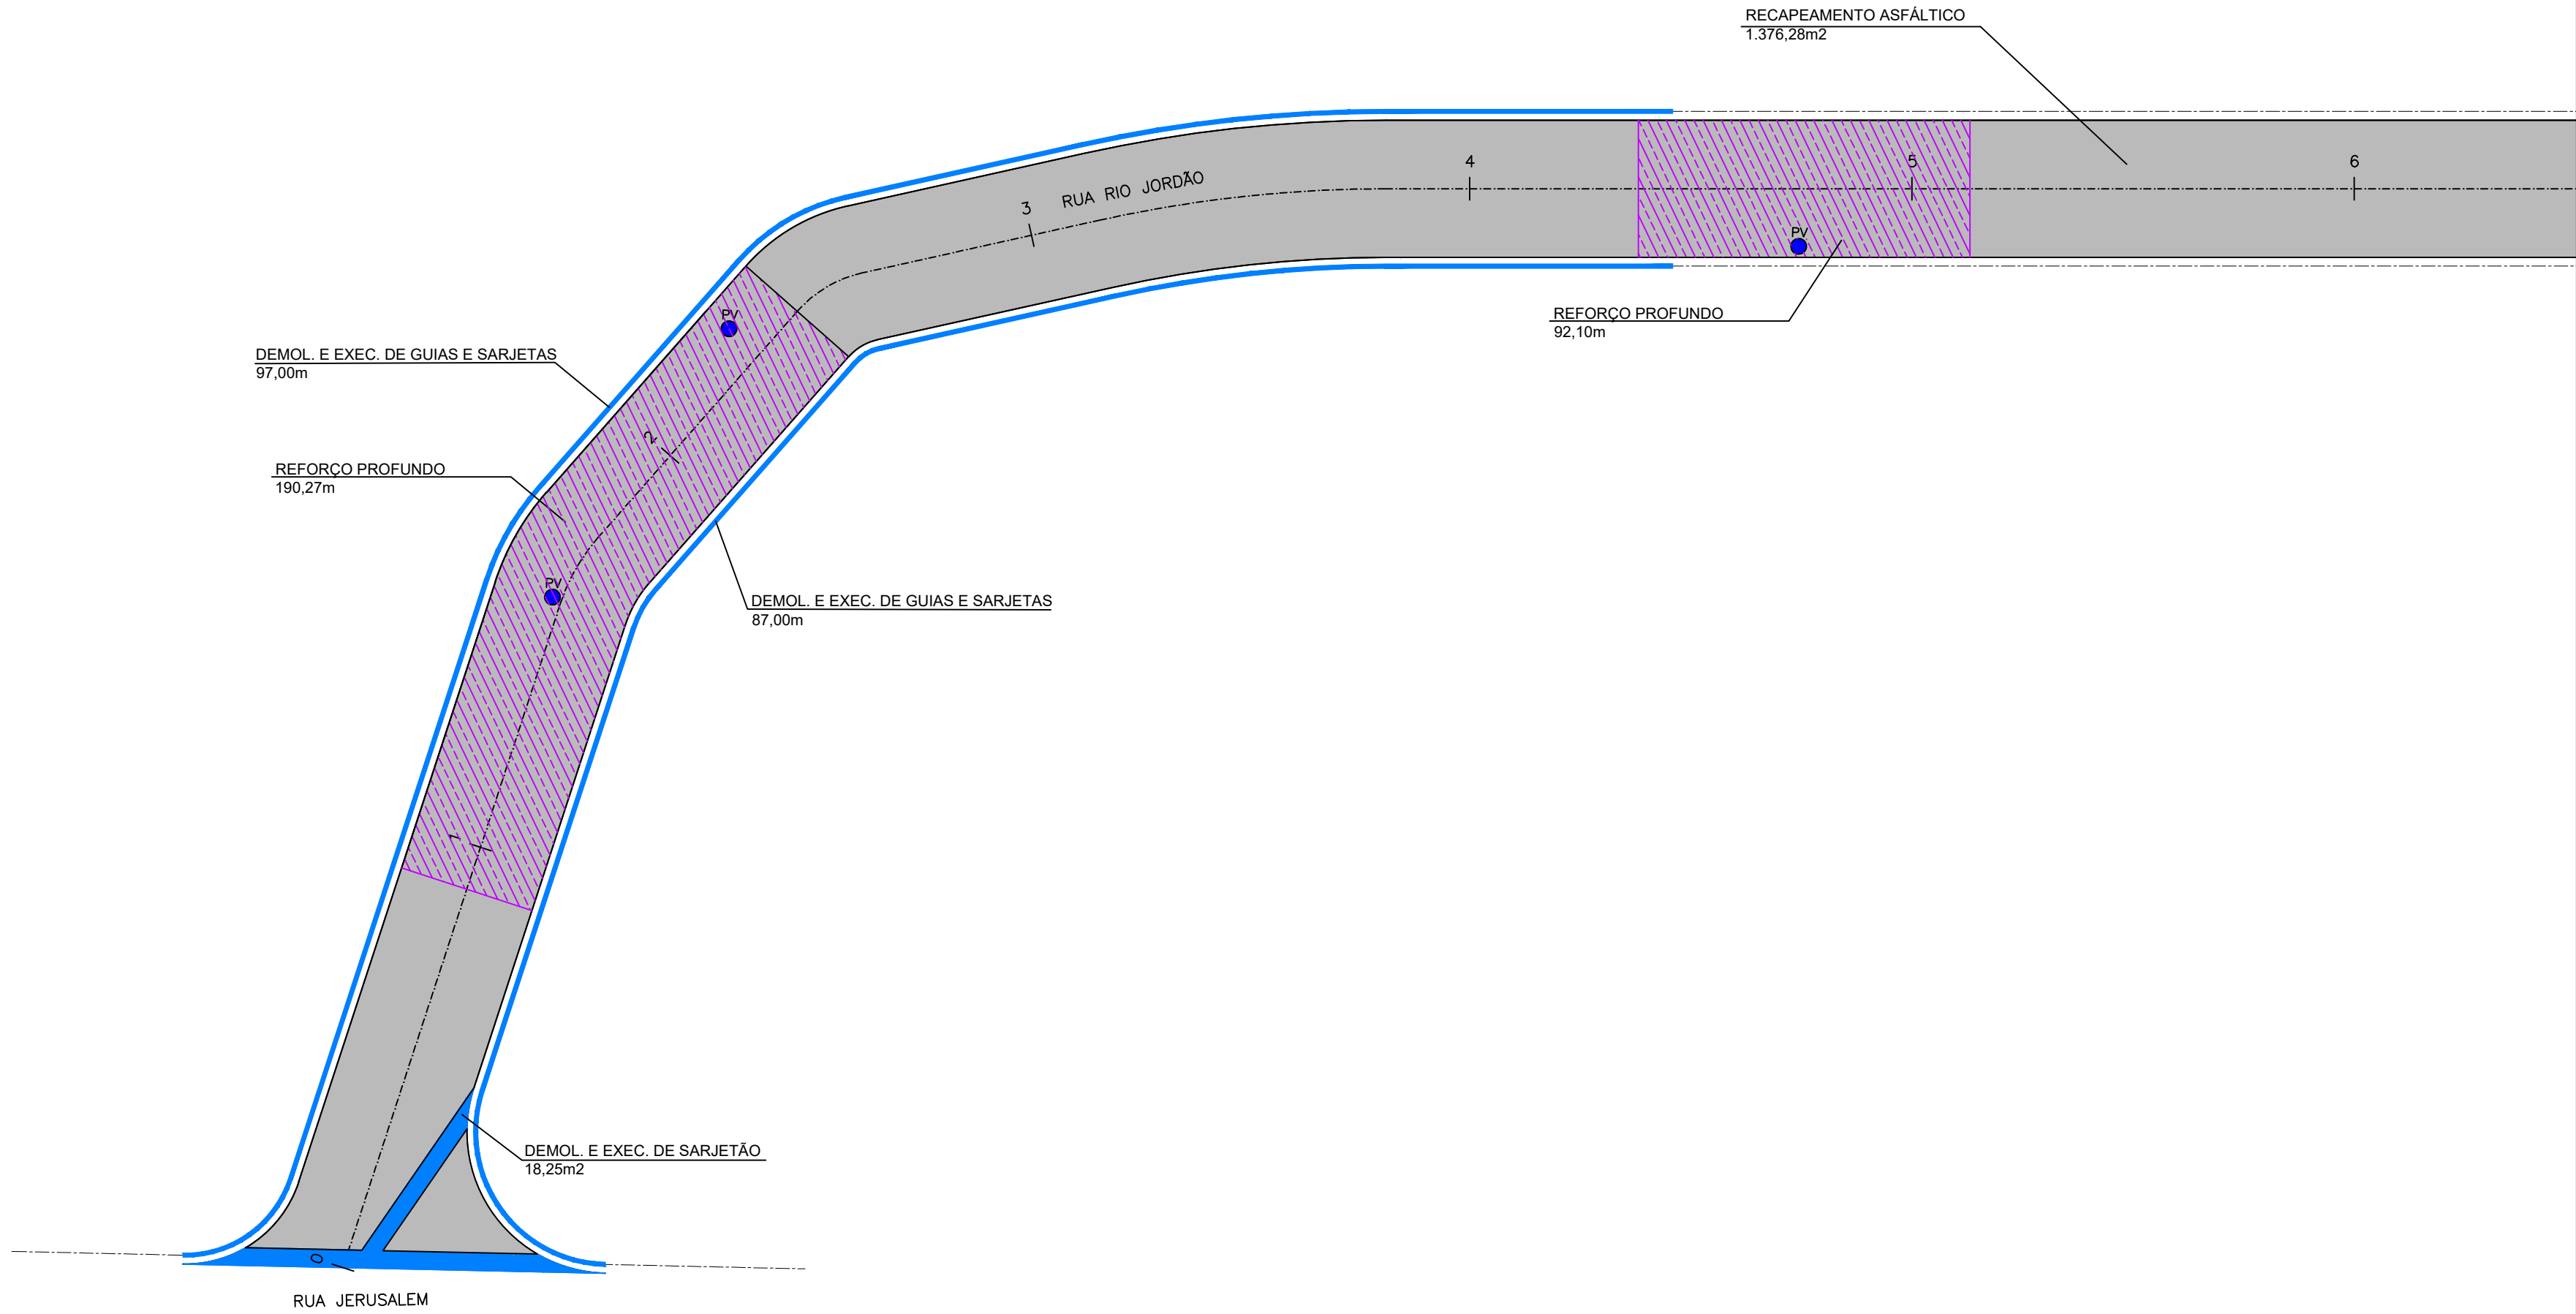 RECAPEAMENTO ASFÁLTICO
1.376,28m2
4
5
6
3
RUA RIO JORDÃO
PV
REFORÇO PROFUNDO
92,10m
PV
DEMOL. E EXEC. DE GUIAS E SARJETAS
97,00m
2
REFORÇO PROFUNDO
190,27m
PV
DEMOL. E EXEC. DE GUIAS E SARJETAS
87,00m
1
DEMOL. E EXEC. DE SARJETÃO
18,25m2
0
RUA JERUSALEM